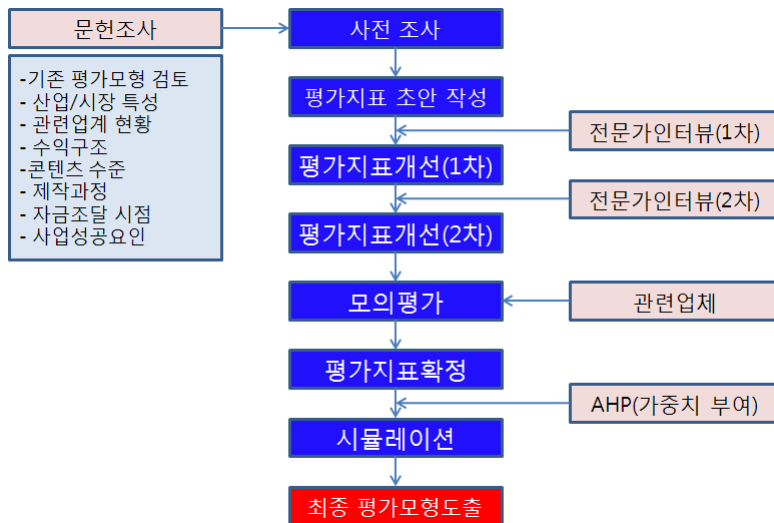 문헌조사
사전 조사
-기존 평가모형 검토
- 산업/시장 특성
- 관련업계 현황
- 수익구조
-콘텐츠 수준
- 제작과정
- 자금조달 시점
- 사업성공요인
평가지표 초안 작성
전문가인터뷰(1차)
평가지표개선(1차)
전문가인터뷰(2차)
평가지표개선(2차)
모의평가
관련업체
평가지표확정
AHP(가중치 부여)
시뮬레이션
최종 평가모형도출